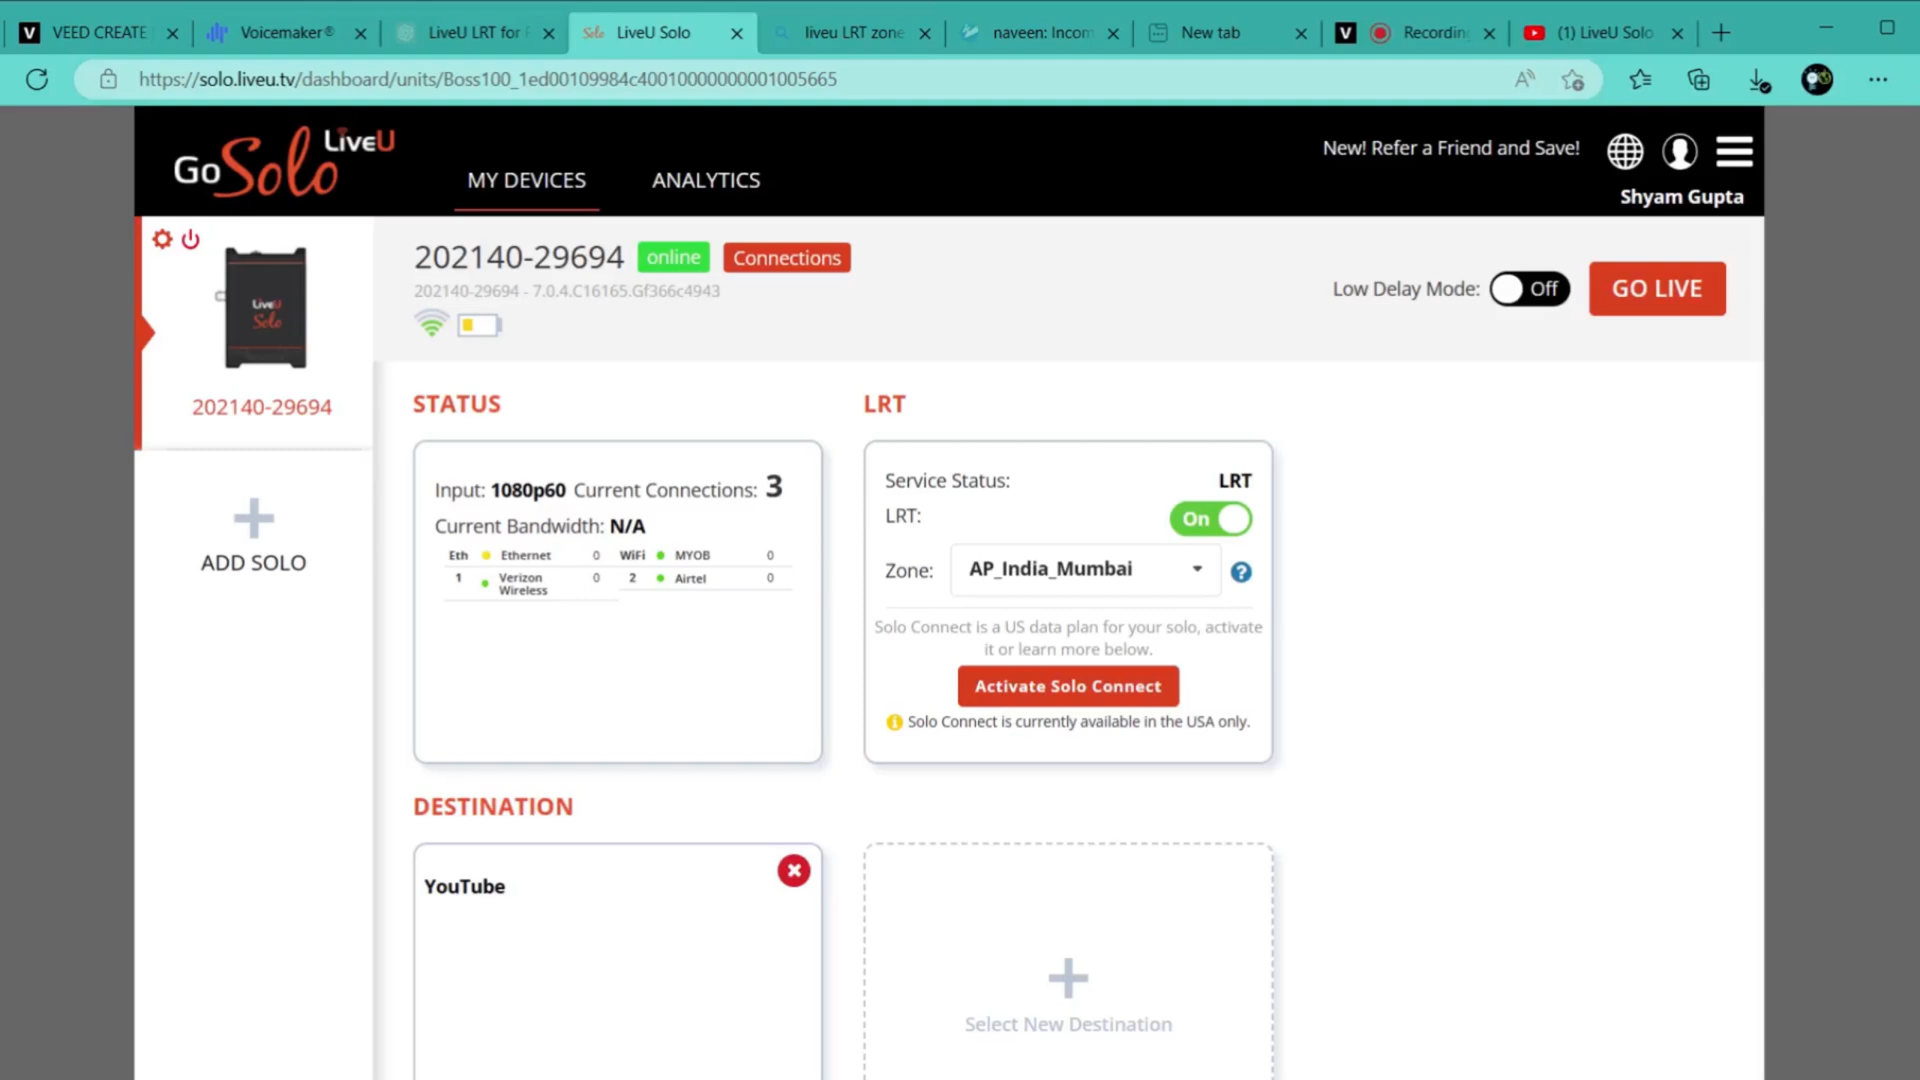 VEED CREATE
Voicemaker®
LiveU LRT for
LiveU Solo
liveu LRT zone
naveen: Incom
New tab
Recording
(1) LiveU Solo
https://solo.liveu.tv/dashboard/units/Boss100_1ed00109984c40010000000001005665
Go Solo LiveU
MY DEVICES
ANALYTICS
New! Refer a Friend and Save!
Shyam Gupta
202140-29694
ADD SOLO
202140-29694 online Connections
202140-29694 - 7.0.4.C16165.Gf366c4943
Low Delay Mode: Off
GO LIVE
STATUS
Input: 1080p60 Current Connections: 3
Current Bandwidth: N/A
Eth Ethernet 0 WiFi MYOB 0
1 Verizon Wireless 0 2 Airtel 0
LRT
Service Status: LRT
LRT: On
Zone: AP_India_Mumbai
Solo Connect is a US data plan for your solo, activate
it or learn more below.
Activate Solo Connect
Solo Connect is currently available in the USA only.
DESTINATION
YouTube
Select New Destination